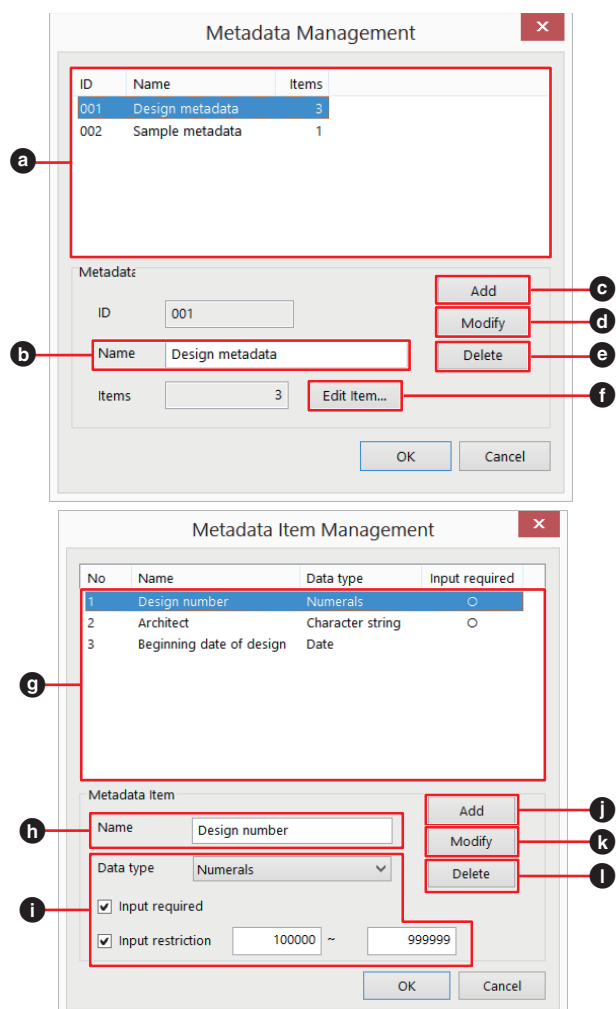 Metadata Management
ID Name Items
001 Design metadata 3
002 Sample metadata 1
a
Metadata
Add c
ID 001
Modify d
b Name Design metadata
Delete e
Items 3 Edit Item... f
OK Cancel
Metadata Item Management
No Name Data type Input required
1 Design number Numerals ○
2 Architect Character string ○
3 Beginning date of design Date
g
Metadata Item
Add j
h Name Design number
Modify k
Data type Numerals
Delete l
i Input required
Input restriction 100000 ~ 999999
OK Cancel